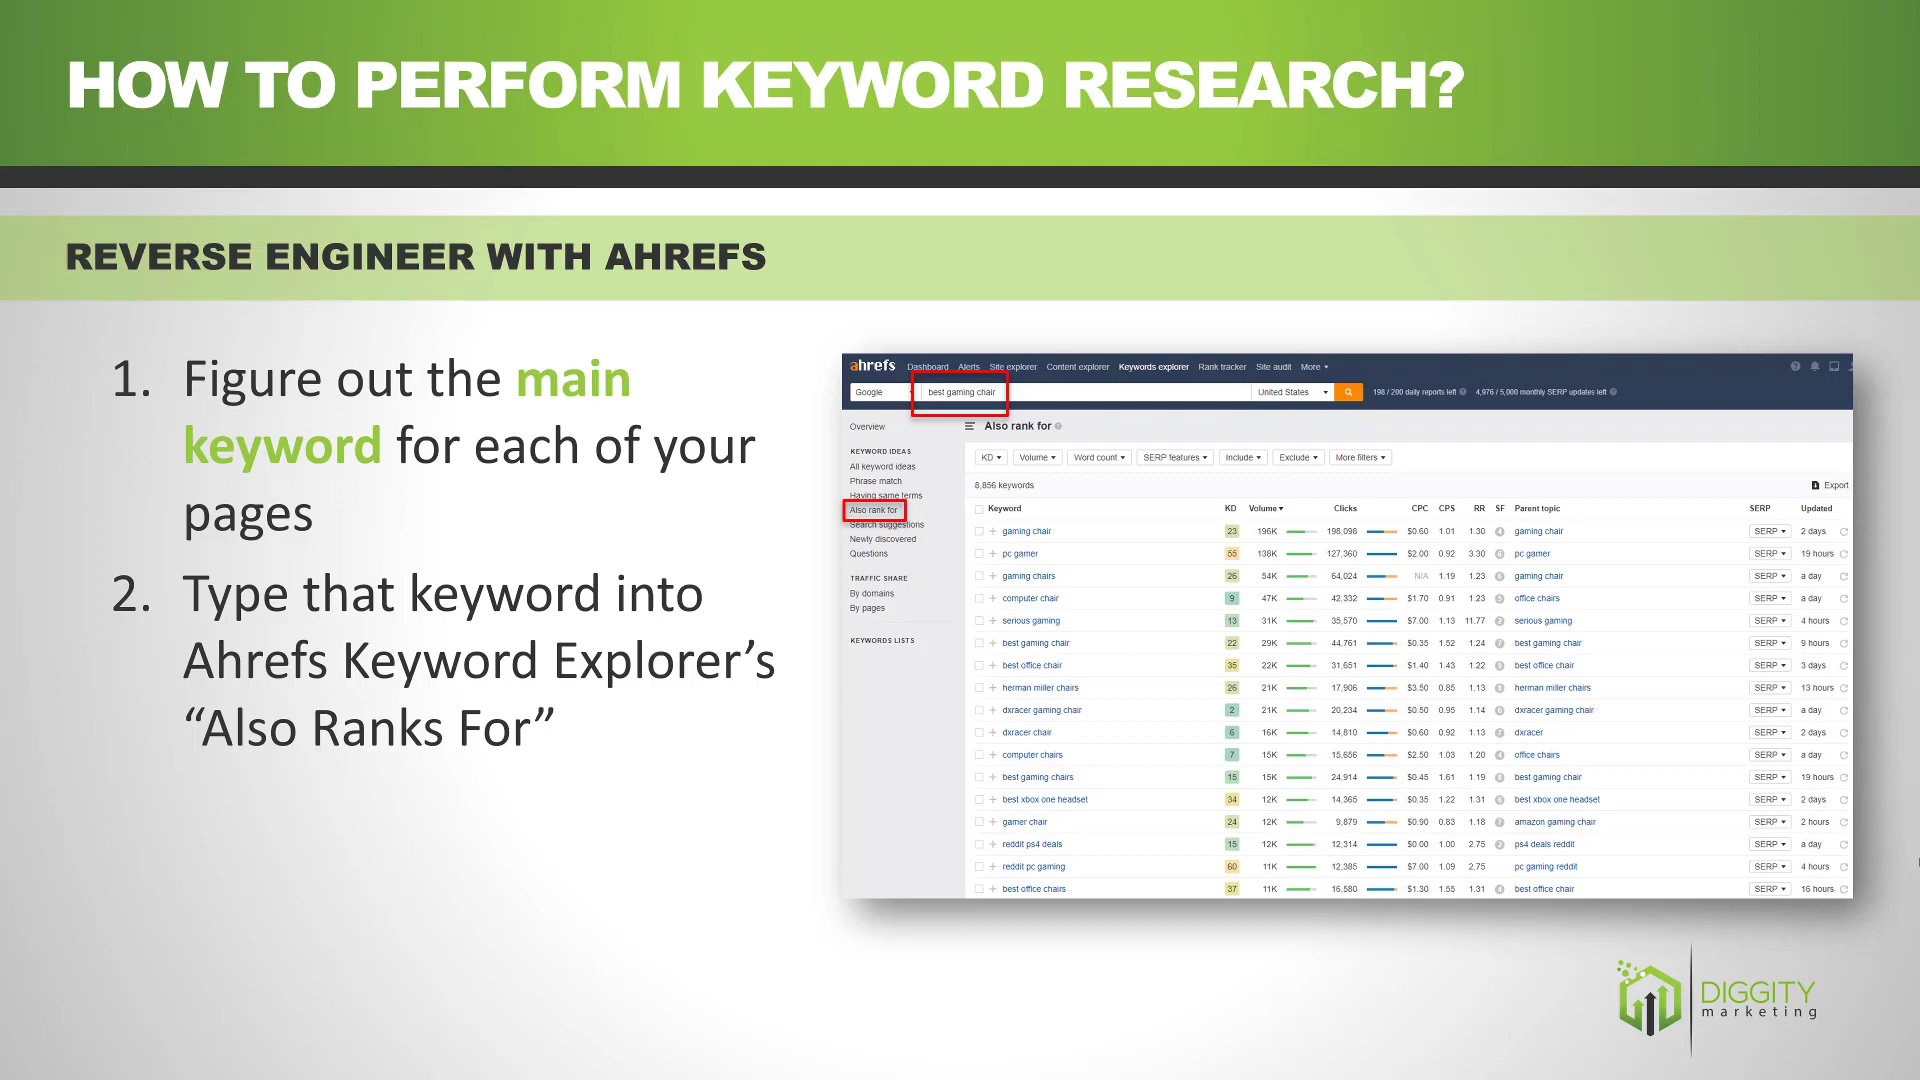 HOW TO PERFORM KEYWORD RESEARCH?
REVERSE ENGINEER WITH AHREFS
1. Figure out the main
keyword for each of your
pages
2. Type that keyword into
Ahrefs Keyword Explorer’s
“Also Ranks For”
ahrefs Dashboard Alerts Site explorer Content explorer Keywords explorer Rank tracker Site audit More
Google best gaming chair United States 198 / 200 daily reports left 4,976 / 5,000 monthly SERP updates left
Overview
KEYWORD IDEAS
All keyword ideas
Phrase match
Having same terms
Also rank for
Search suggestions
Newly discovered
Questions
TRAFFIC SHARE
By domains
By pages
KEYWORDS LISTS
Also rank for
KD Volume Word count SERP features Include Exclude More filters
8,856 keywords Export
Keyword KD Volume Clicks CPC CPS RR SF Parent topic SERP Updated
gaming chair 23 196K 198,098 $0.60 1.01 1.30 gaming chair SERP 2 days
pc gamer 55 138K 127,360 $2.00 0.92 3.30 pc gamer SERP 19 hours
gaming chairs 26 54K 64,024 N/A 1.19 1.23 gaming chair SERP a day
computer chair 9 47K 42,332 $1.70 0.91 1.23 office chairs SERP a day
serious gaming 13 31K 35,570 $7.00 1.13 11.77 serious gaming SERP 4 hours
best gaming chair 22 29K 44,761 $0.35 1.52 1.24 best gaming chair SERP 9 hours
best office chair 35 22K 31,651 $1.40 1.43 1.22 best office chair SERP 3 days
herman miller chairs 26 21K 17,906 $3.50 0.85 1.13 herman miller chairs SERP 13 hours
dxracer gaming chair 2 21K 20,234 $0.50 0.95 1.14 dxracer gaming chair SERP a day
dxracer chair 6 16K 14,810 $0.60 0.92 1.13 dxracer SERP 2 days
computer chairs 7 15K 15,656 $2.50 1.03 1.20 office chairs SERP a day
best gaming chairs 15 15K 24,914 $0.45 1.61 1.19 best gaming chair SERP 19 hours
best xbox one headset 34 12K 14,365 $0.35 1.22 1.31 best xbox one headset SERP 2 days
gamer chair 24 12K 9,879 $0.90 0.83 1.18 amazon gaming chair SERP 2 hours
reddit ps4 deals 15 12K 12,314 $0.00 1.00 2.75 ps4 deals reddit SERP a day
reddit pc gaming 60 11K 12,385 $7.00 1.09 2.75 pc gaming reddit SERP 4 hours
best office chairs 37 11K 16,580 $1.30 1.55 1.31 best office chair SERP 16 hours
DIGGITY
marketing